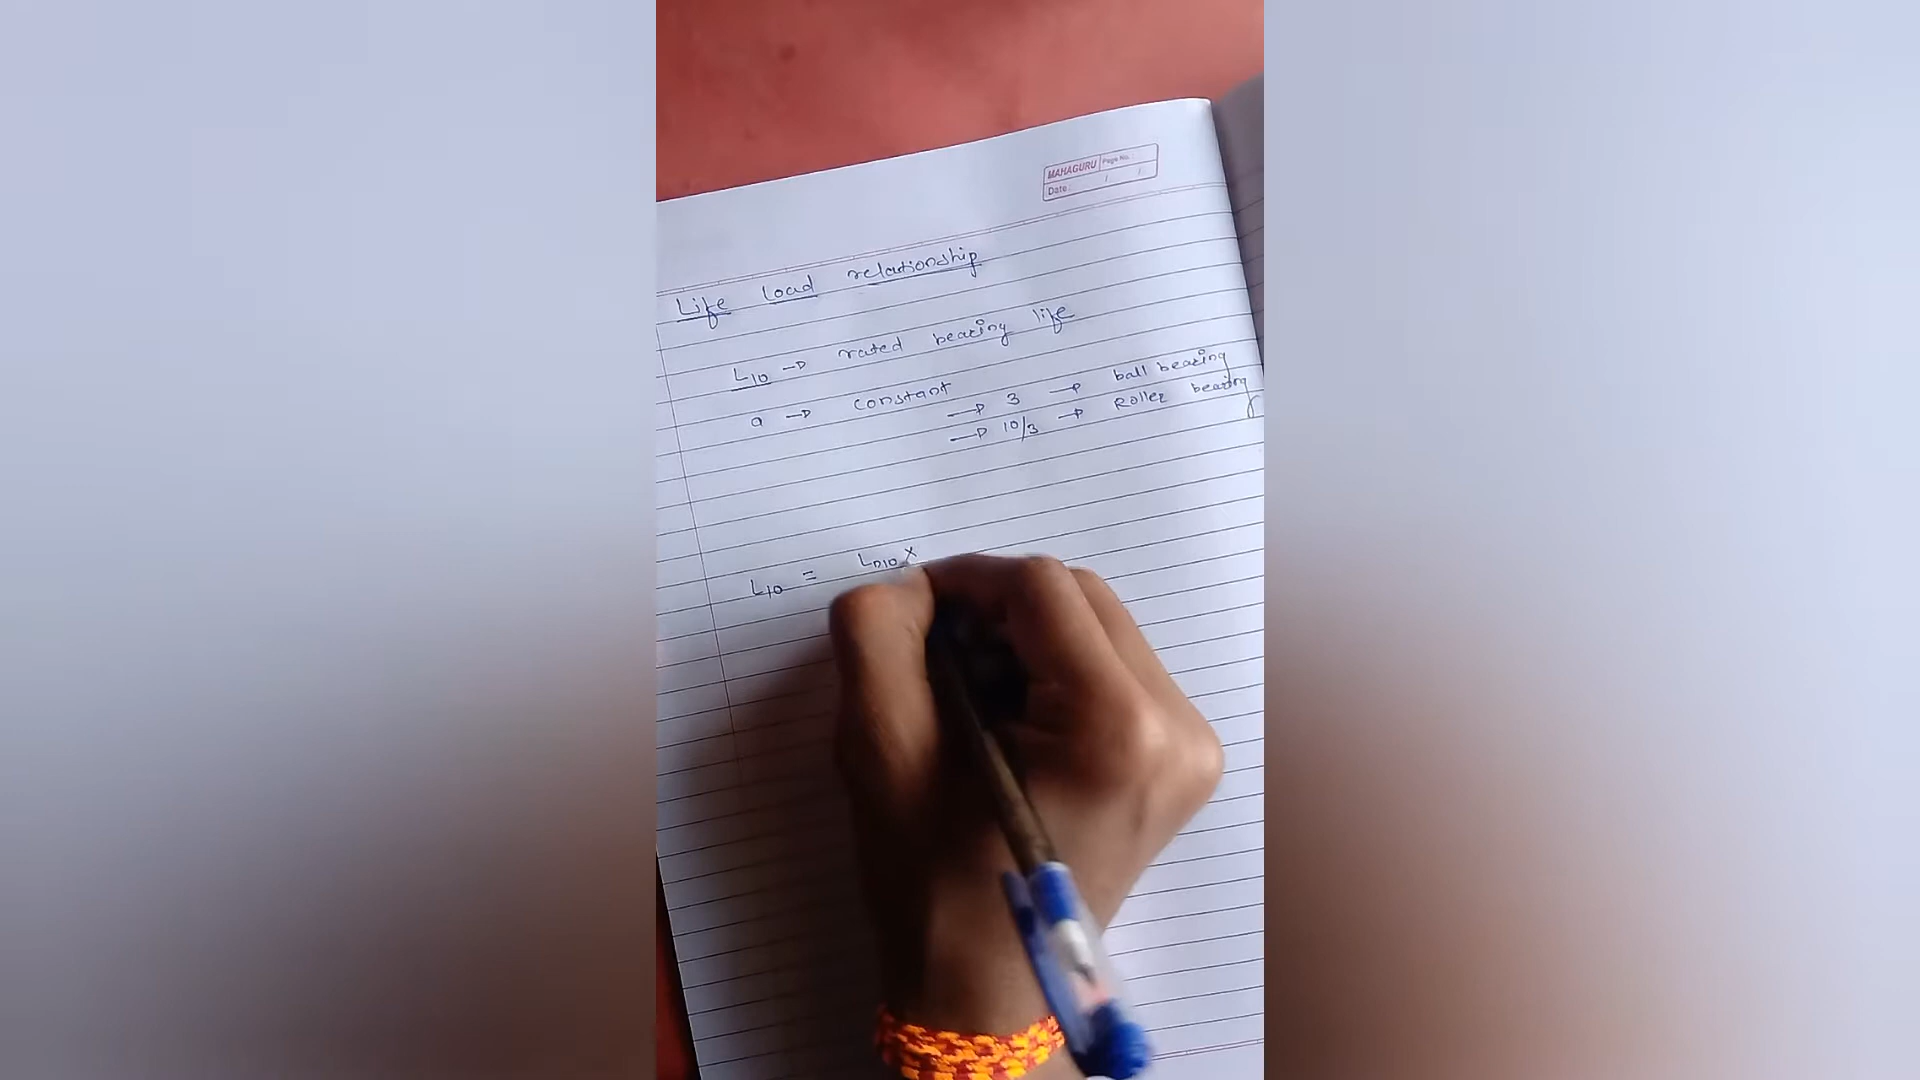 MAHAGURU Page No.
Date / /
Life Load relationship
L10 → rated bearing life
a → constant → 3 → ball bearing
→ 10/3 → Roller bearing
L10 = LD10 X